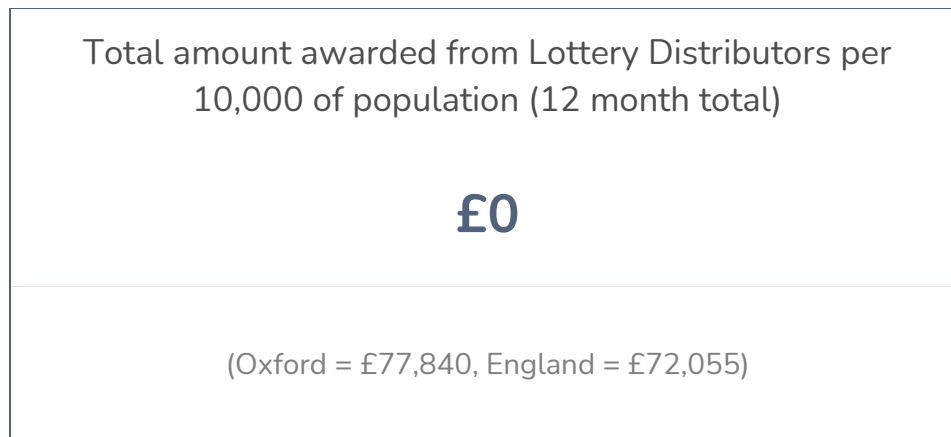 Total amount awarded from Lottery Distributors per
10,000 of population (12 month total)
£0
(Oxford = £77,840, England = £72,055)